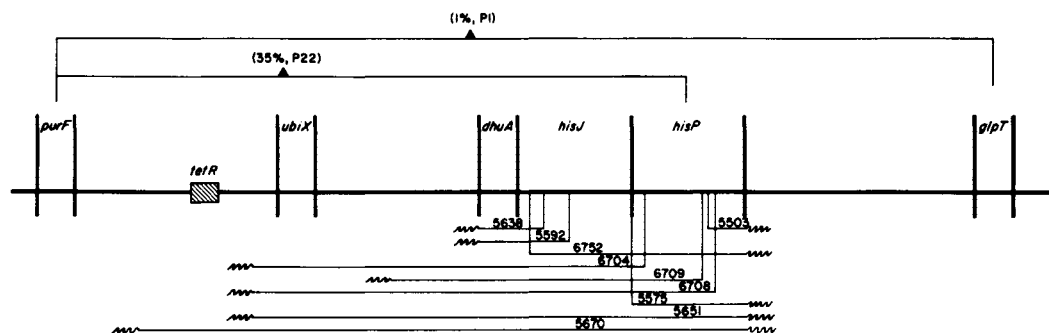 (1%, P1)
(35%, P22)
purF
ubiX
dhuA
hisJ
hisP
glpT
tetR
5638
5503
5592
6752
6704
6709
6708
5575
5651
5670